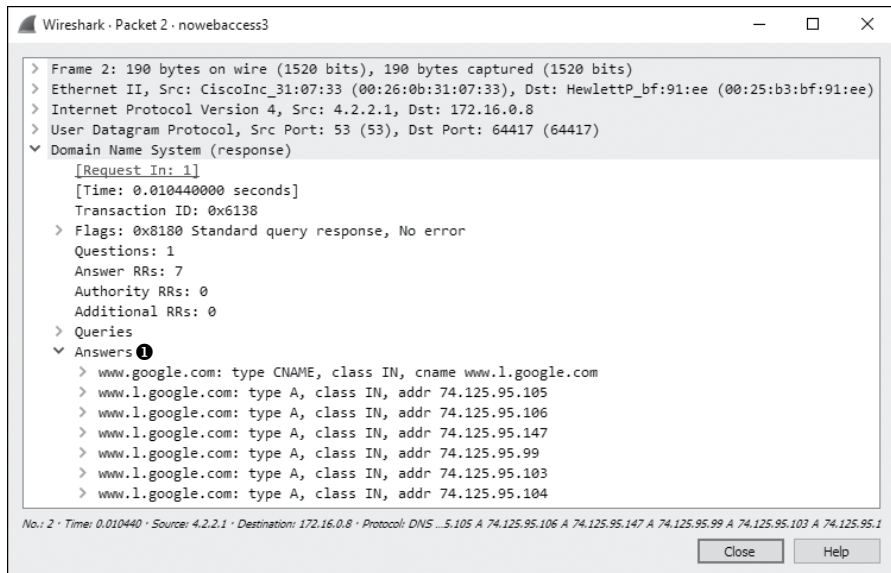 Wireshark · Packet 2 · nowebaccess3
Frame 2: 190 bytes on wire (1520 bits), 190 bytes captured (1520 bits)
Ethernet II, Src: CiscoInc_31:07:33 (00:26:0b:31:07:33), Dst: HewlettP_bf:91:ee (00:25:b3:bf:91:ee)
Internet Protocol Version 4, Src: 4.2.2.1, Dst: 172.16.0.8
User Datagram Protocol, Src Port: 53 (53), Dst Port: 64417 (64417)
Domain Name System (response)
[Request In: 1]
[Time: 0.010440000 seconds]
Transaction ID: 0x6138
Flags: 0x8180 Standard query response, No error
Questions: 1
Answer RRs: 7
Authority RRs: 0
Additional RRs: 0
Queries
Answers ❶
www.google.com: type CNAME, class IN, cname www.l.google.com
www.l.google.com: type A, class IN, addr 74.125.95.105
www.l.google.com: type A, class IN, addr 74.125.95.106
www.l.google.com: type A, class IN, addr 74.125.95.147
www.l.google.com: type A, class IN, addr 74.125.95.99
www.l.google.com: type A, class IN, addr 74.125.95.103
www.l.google.com: type A, class IN, addr 74.125.95.104
No.: 2 · Time: 0.010440 · Source: 4.2.2.1 · Destination: 172.16.0.8 · Protocol: DNS ...5.105 A 74.125.95.106 A 74.125.95.147 A 74.125.95.99 A 74.125.95.103 A 74.125.95.1
Close Help